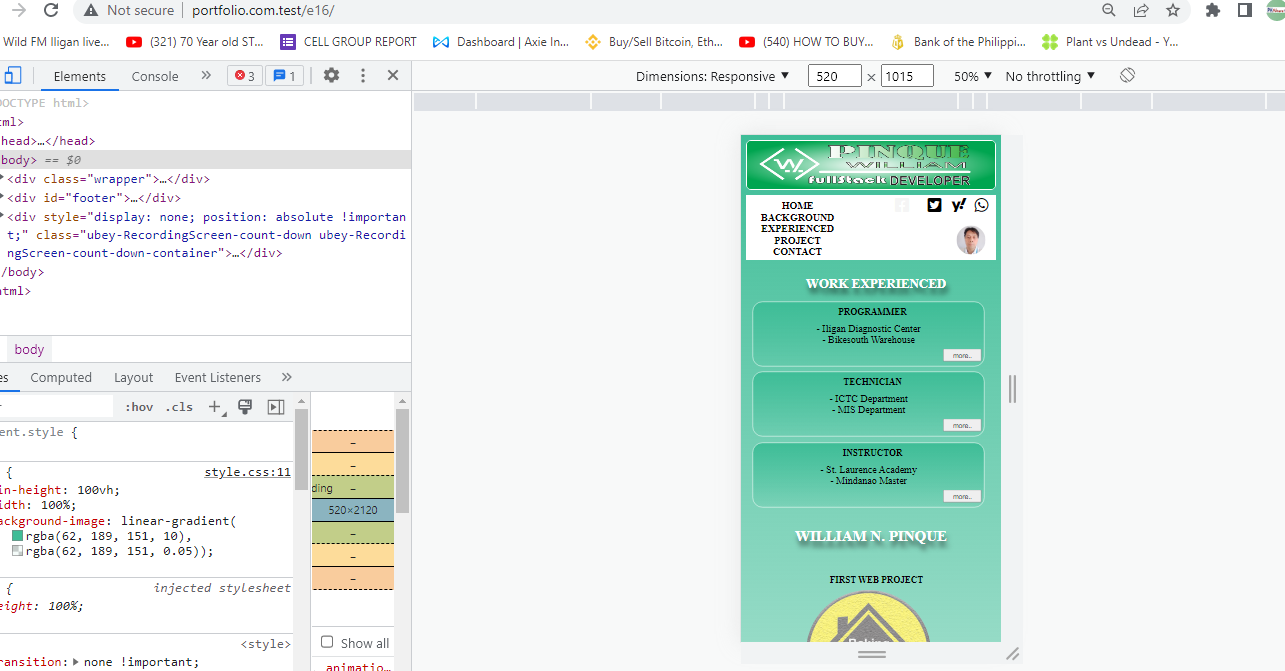 Not secure | portfolio.com.test/e16/
Wild FM Iligan live...
(321) 70 Year old ST...
CELL GROUP REPORT
Dashboard | Axie In...
Buy/Sell Bitcoin, Eth...
(540) HOW TO BUY...
Bank of the Philippi...
Plant vs Undead - Y...
Elements
Console
»
3
1
Dimensions: Responsive ▼
520
×
1015
50% ▼
No throttling ▼
OCTYPE html>
ml>
head>…</head>
body> == $0
<div class="wrapper">…</div>
<div id="footer">…</div>
<div style="display: none; position: absolute !importan
t;" class="ubey-RecordingScreen-count-down ubey-Recordi
ngScreen-count-down-container">…</div>
/body>
html>
body
es
Computed
Layout
Event Listeners
»
:hov
.cls
+
ent.style {
{
style.css:11
in-height: 100vh;
idth: 100%;
ackground-image: linear-gradient(
rgba(62, 189, 151, 10),
rgba(62, 189, 151, 0.05));
{
injected stylesheet
eight: 100%;
<style>
ransition: none !important;
ding
520×2120
Show all
animatio…
PINQUE
WILLIAM
fullStack DEVELOPER
W.
HOME
BACKGROUND
EXPERIENCED
PROJECT
CONTACT
y!
WORK EXPERIENCED
PROGRAMMER
- Iligan Diagnostic Center
- Bikesouth Warehouse
more..
TECHNICIAN
- ICTC Department
- MIS Department
more..
INSTRUCTOR
- St. Laurence Academy
- Mindanao Master
more..
WILLIAM N. PINQUE
FIRST WEB PROJECT